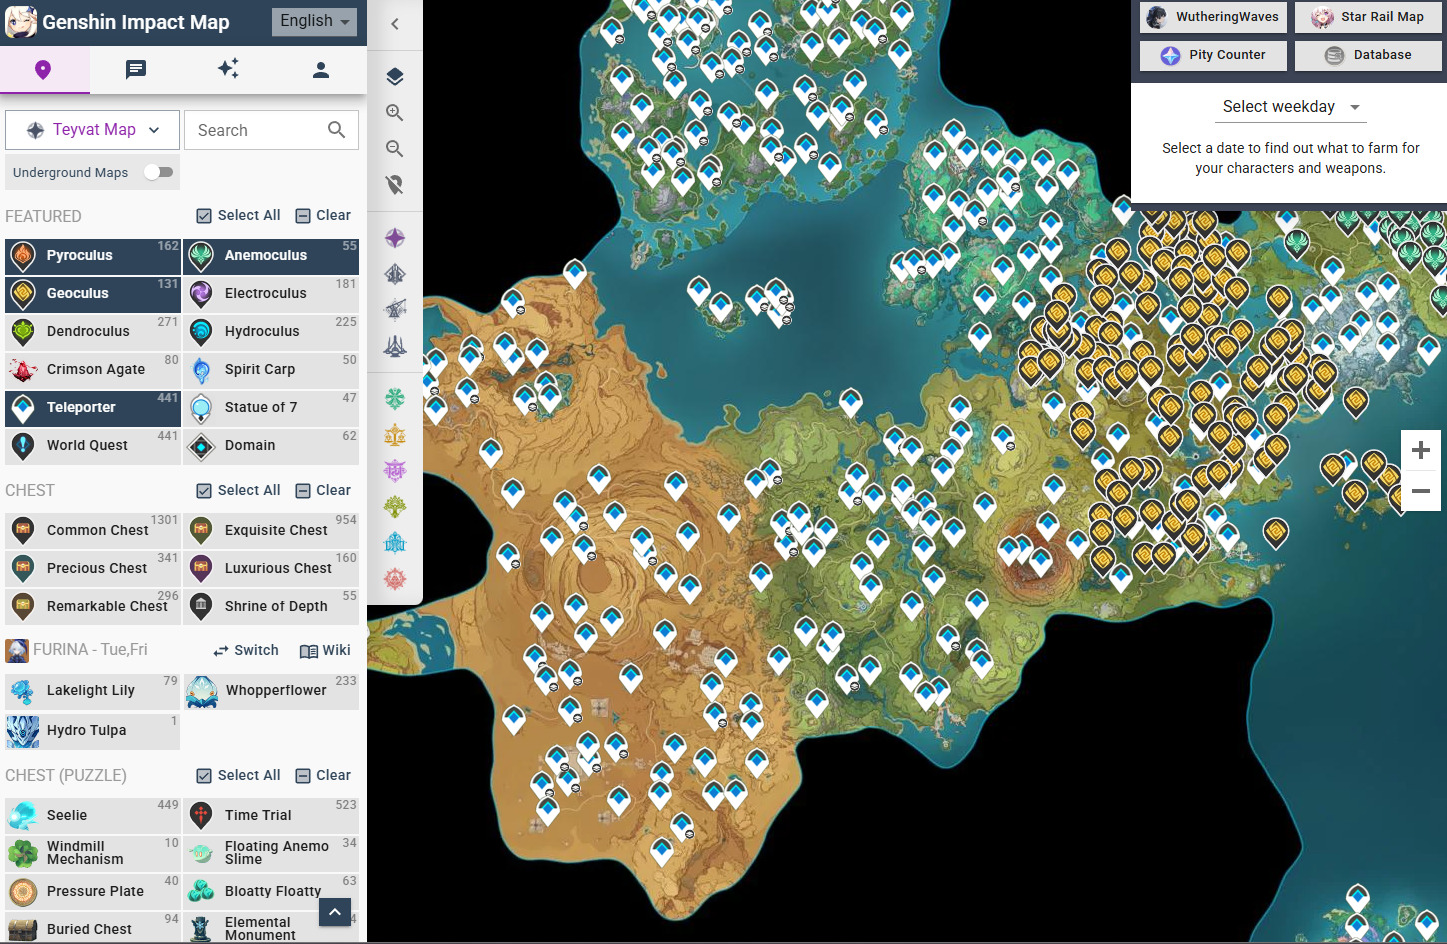 Genshin Impact Map
English
Teyvat Map
Search
Underground Maps
FEATURED
Select All
Clear
Pyroculus 162
Anemoculus 55
Geoculus 131
Electroculus 181
Dendroculus 271
Hydroculus 225
Crimson Agate 80
Spirit Carp 50
Teleporter 441
Statue of 7 47
World Quest 441
Domain 62
CHEST
Select All
Clear
Common Chest 1301
Exquisite Chest 954
Precious Chest 341
Luxurious Chest 160
Remarkable Chest 296
Shrine of Depth 55
FURINA - Tue,Fri
Switch
Wiki
Lakelight Lily 79
Whopperflower 233
Hydro Tulpa 1
CHEST (PUZZLE)
Select All
Clear
Seelie 449
Time Trial 523
Windmill
Mechanism 10
Floating Anemo
Slime 34
Pressure Plate 40
Bloatty Floatty 63
Buried Chest 94
Elemental
Monument
WutheringWaves
Star Rail Map
Pity Counter
Database
Select weekday
Select a date to find out what to farm for
your characters and weapons.